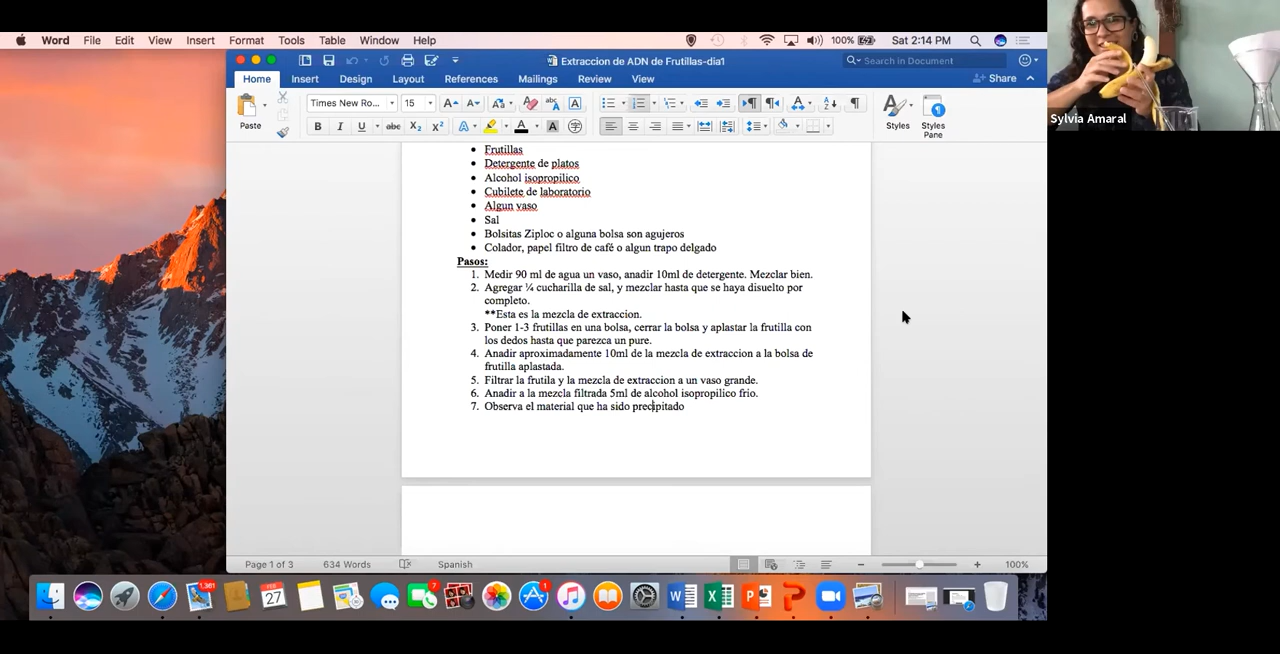 Word File Edit View Insert Format Tools Table Window Help
100% Sat 2:14 PM
Extraccion de ADN de Frutillas-dia1
Search in Document
Home Insert Design Layout References Mailings Review View
Share
Paste
Times New Ro...
15
Styles
Styles Pane
Sylvia Amaral
• Frutillas
• Detergente de platos
• Alcohol isopropilico
• Cubilete de laboratorio
• Algun vaso
• Sal
• Bolsitas Ziploc o alguna bolsa son agujeros
• Colador, papel filtro de café o algun trapo delgado
Pasos:
1. Medir 90 ml de agua un vaso, anadir 10ml de detergente. Mezclar bien.
2. Agregar ¼ cucharilla de sal, y mezclar hasta que se haya disuelto por
completo.
**Esta es la mezcla de extraccion.
3. Poner 1-3 frutillas en una bolsa, cerrar la bolsa y aplastar la frutilla con
los dedos hasta que parezca un pure.
4. Anadir aproximadamente 10ml de la mezcla de extraccion a la bolsa de
frutilla aplastada.
5. Filtrar la frutila y la mezcla de extraccion a un vaso grande.
6. Anadir a la mezcla filtrada 5ml de alcohol isopropilico frio.
7. Observa el material que ha sido precipitado
Page 1 of 3 634 Words Spanish 100%
1,361
FEB
27
7
1